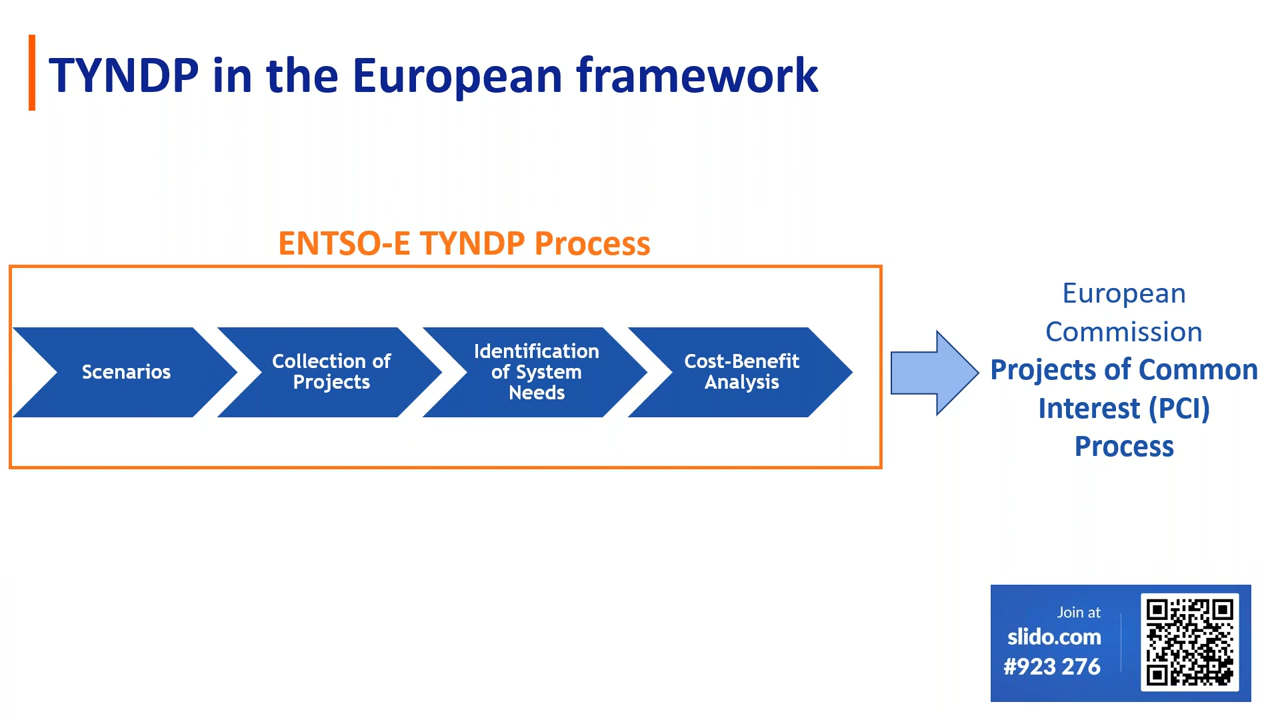 TYNDP in the European framework
ENTSO-E TYNDP Process
Scenarios
Collection of
Projects
Identification
of System
Needs
Cost-Benefit
Analysis
European
Commission
Projects of Common
Interest (PCI)
Process
Join at
slido.com
#923 276